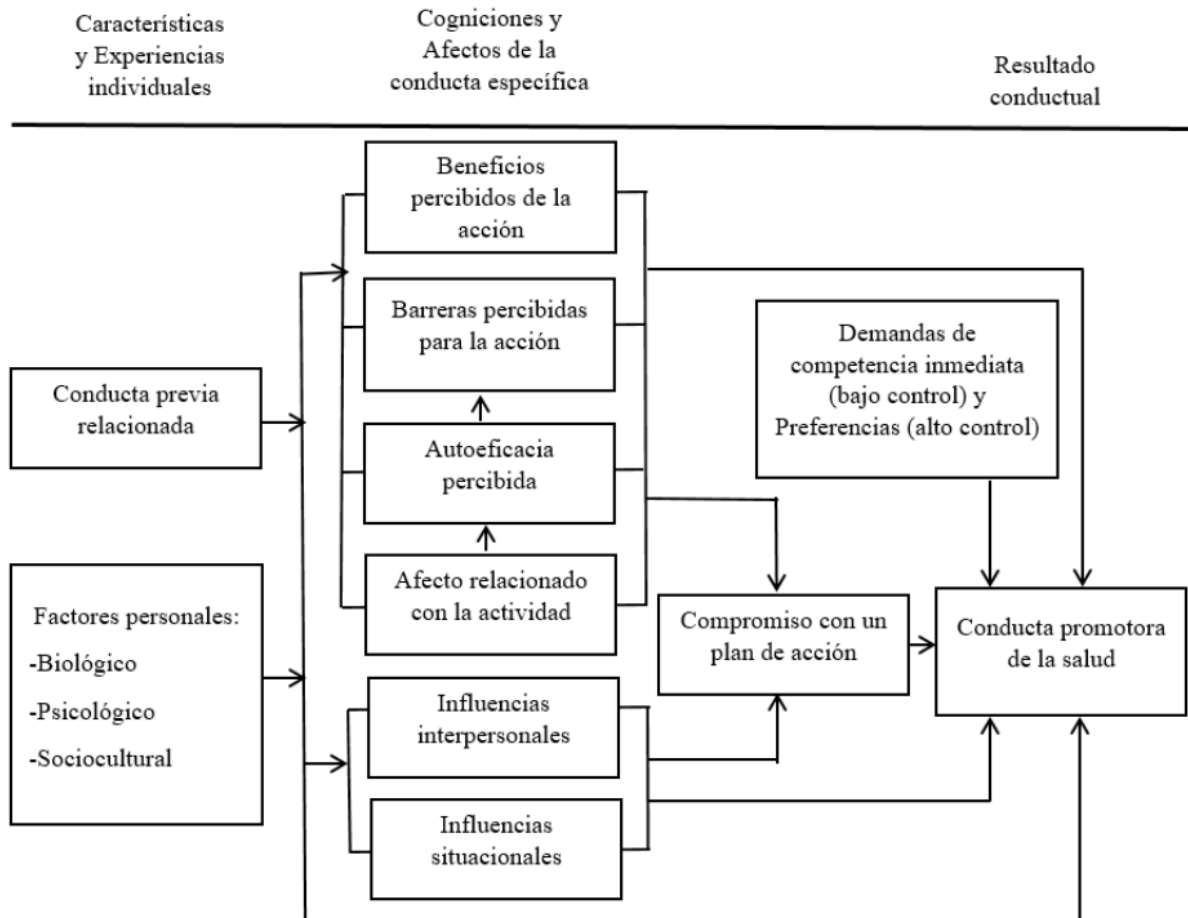 Características
y Experiencias
individuales
Cogniciones y
Afectos de la
conducta específica
Resultado
conductual
Beneficios
percibidos de la
acción
Barreras percibidas
para la acción
Demandas de
competencia inmediata
(bajo control) y
Preferencias (alto control)
Conducta previa
relacionada
Autoeficacia
percibida
Afecto relacionado
con la actividad
Factores personales:
-Biológico
-Psicológico
-Sociocultural
Compromiso con un
plan de acción
Conducta promotora
de la salud
Influencias
interpersonales
Influencias
situacionales